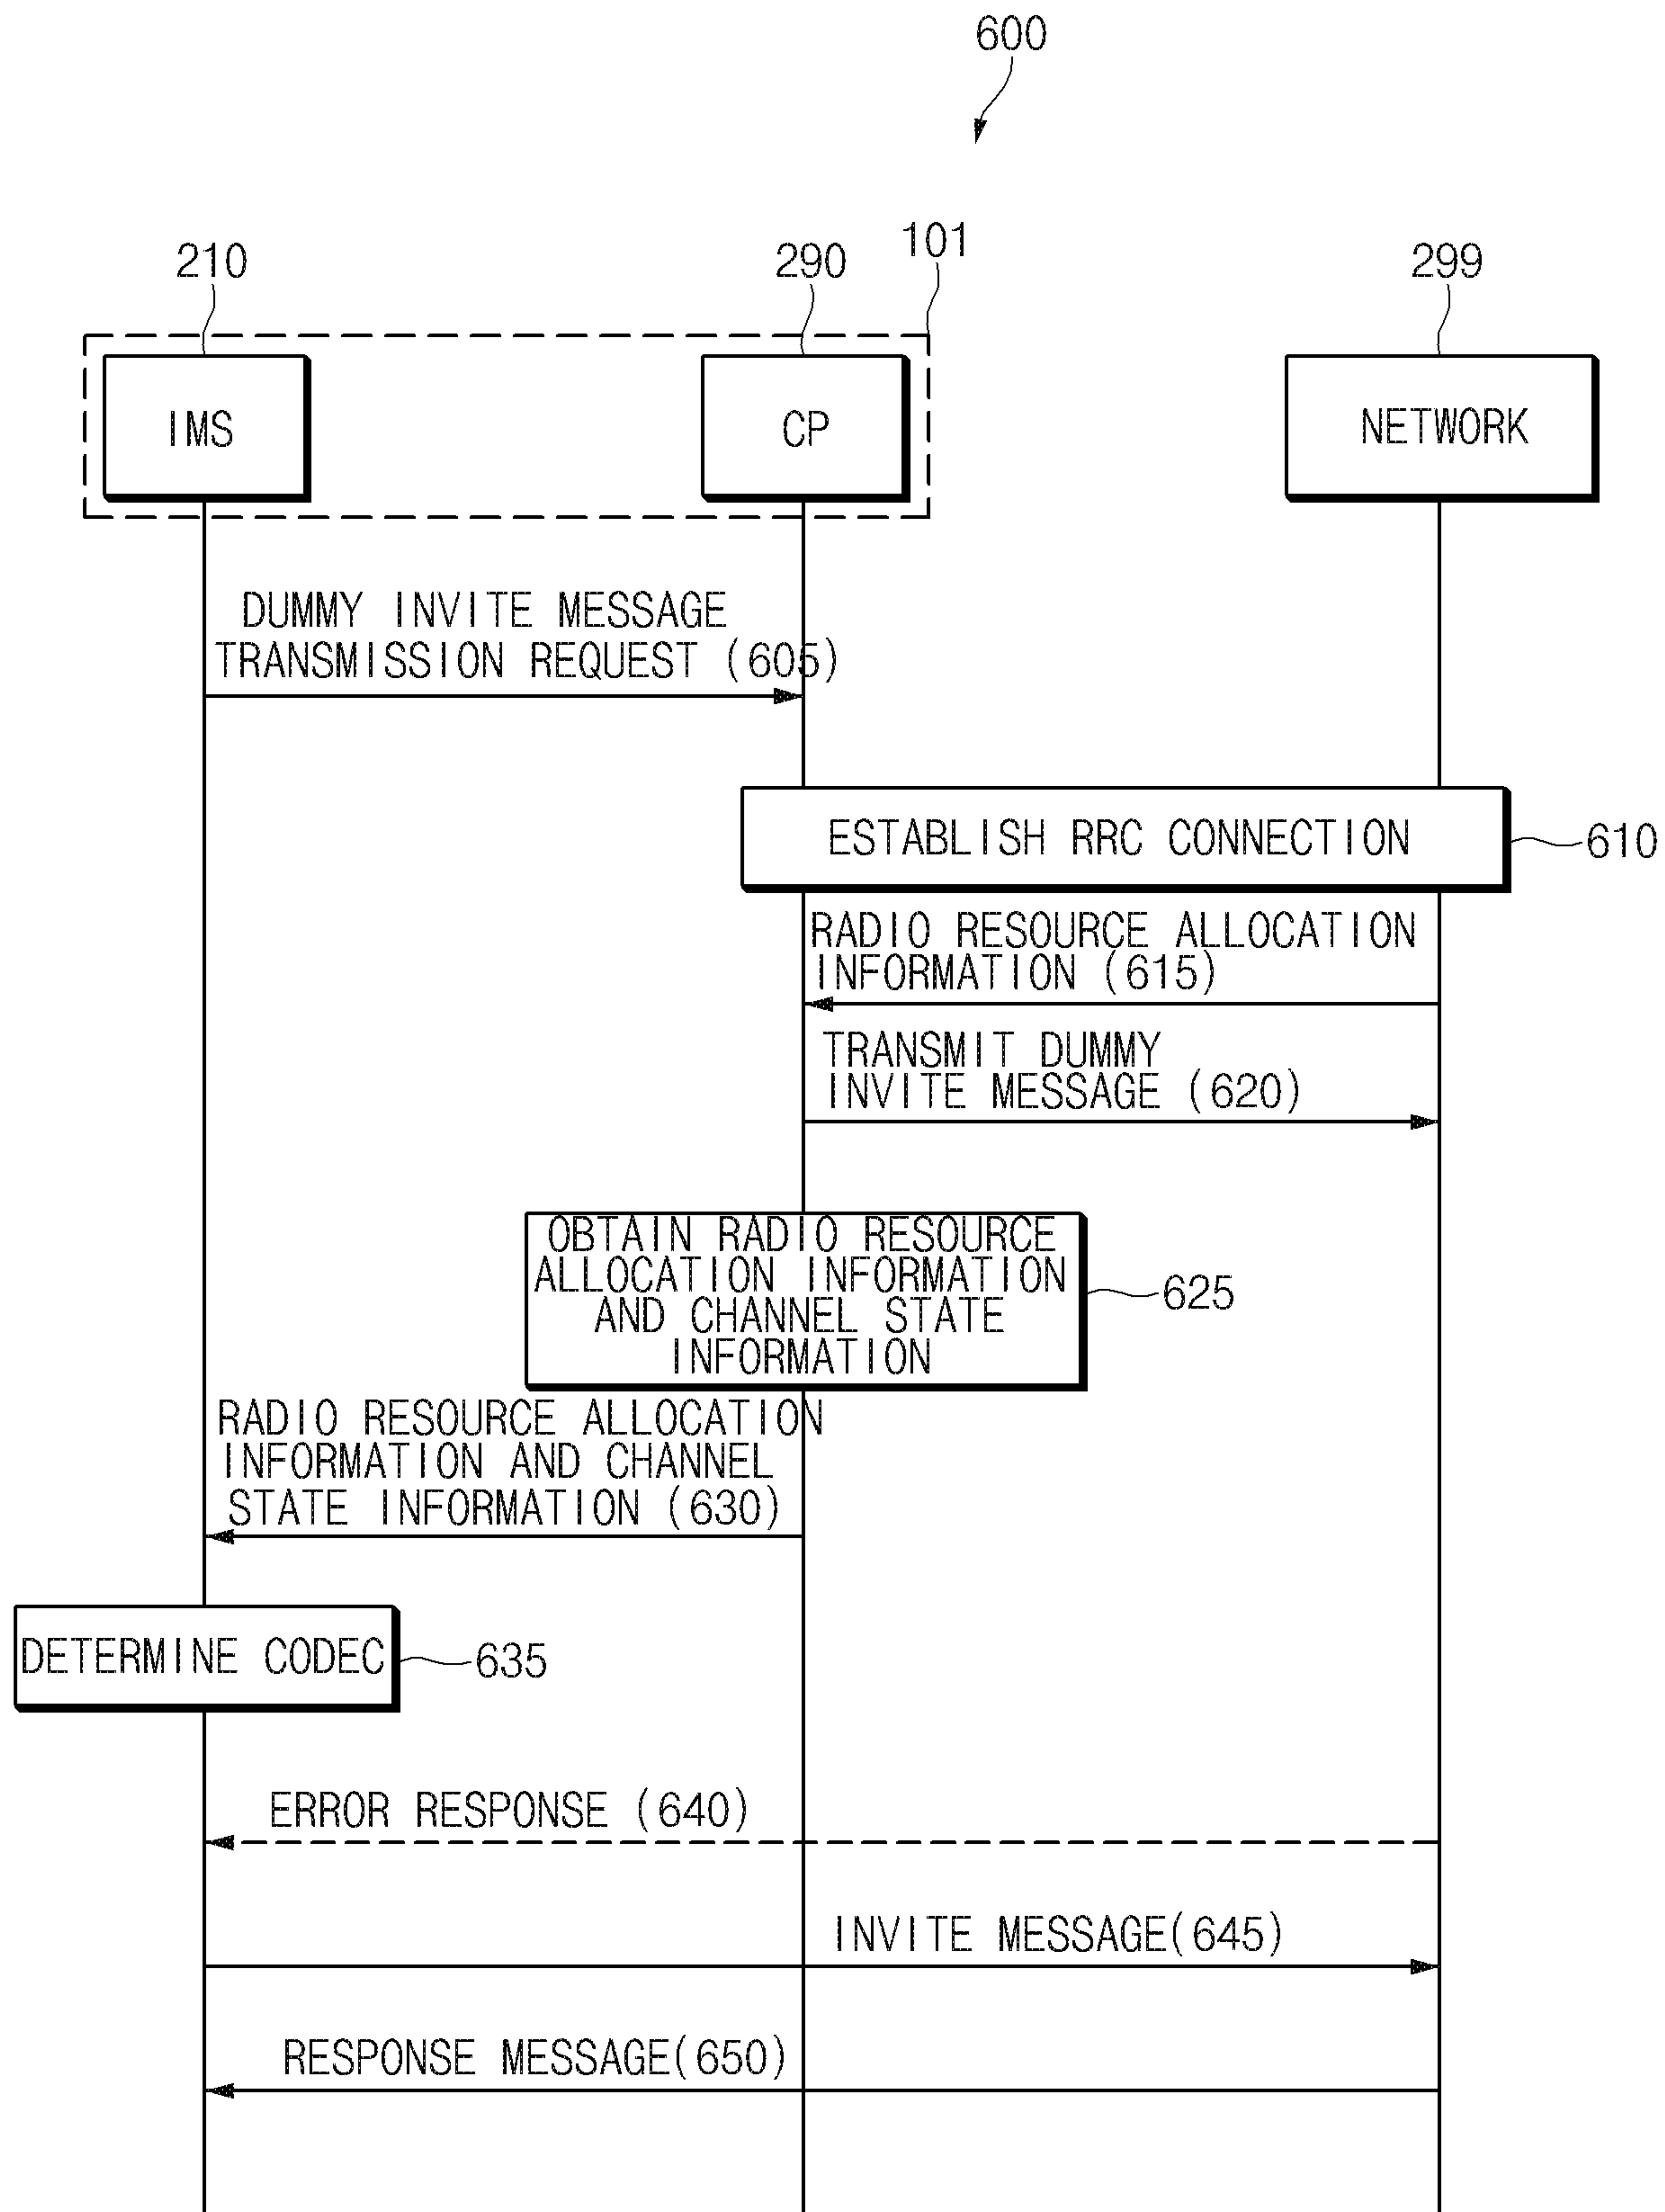 600
210
290
101
299
IMS
CP
NETWORK
DUMMY INVITE MESSAGE
TRANSMISSION REQUEST (605)
ESTABLISH RRC CONNECTION
610
RADIO RESOURCE ALLOCATION
INFORMATION (615)
TRANSMIT DUMMY
INVITE MESSAGE (620)
OBTAIN RADIO RESOURCE
ALLOCATION INFORMATION
AND CHANNEL STATE
INFORMATION
625
RADIO RESOURCE ALLOCATION
INFORMATION AND CHANNEL
STATE INFORMATION (630)
DETERMINE CODEC
635
ERROR RESPONSE (640)
INVITE MESSAGE(645)
RESPONSE MESSAGE(650)